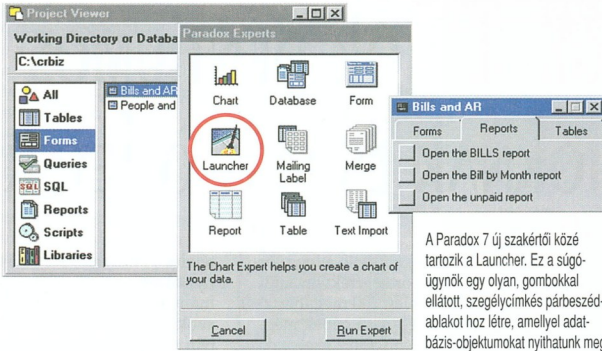 Project Viewer
Working Directory or Databa
C:\crbiz
All
Tables
Forms
Queries
SQL
SQL
Reports
Scripts
Libraries
Bills and AR
People and
Paradox Experts
Chart
Database
Form
Launcher
Mailing
Label
Merge
Report
Table
Text Import
The Chart Expert helps you create a chart of
your data.
Cancel
Run Expert
Bills and AR
Forms
Reports
Tables
Open the BILLS report
Open the Bill by Month report
Open the unpaid report
A Paradox 7 új szakértői közé
tartozik a Launcher. Ez a súgó-
ügynök egy olyan, gombokkal
ellátott, szegélycímkés párbeszéd-
ablakot hoz létre, amellyel adat-
bázis-objektumokat nyithatunk meg